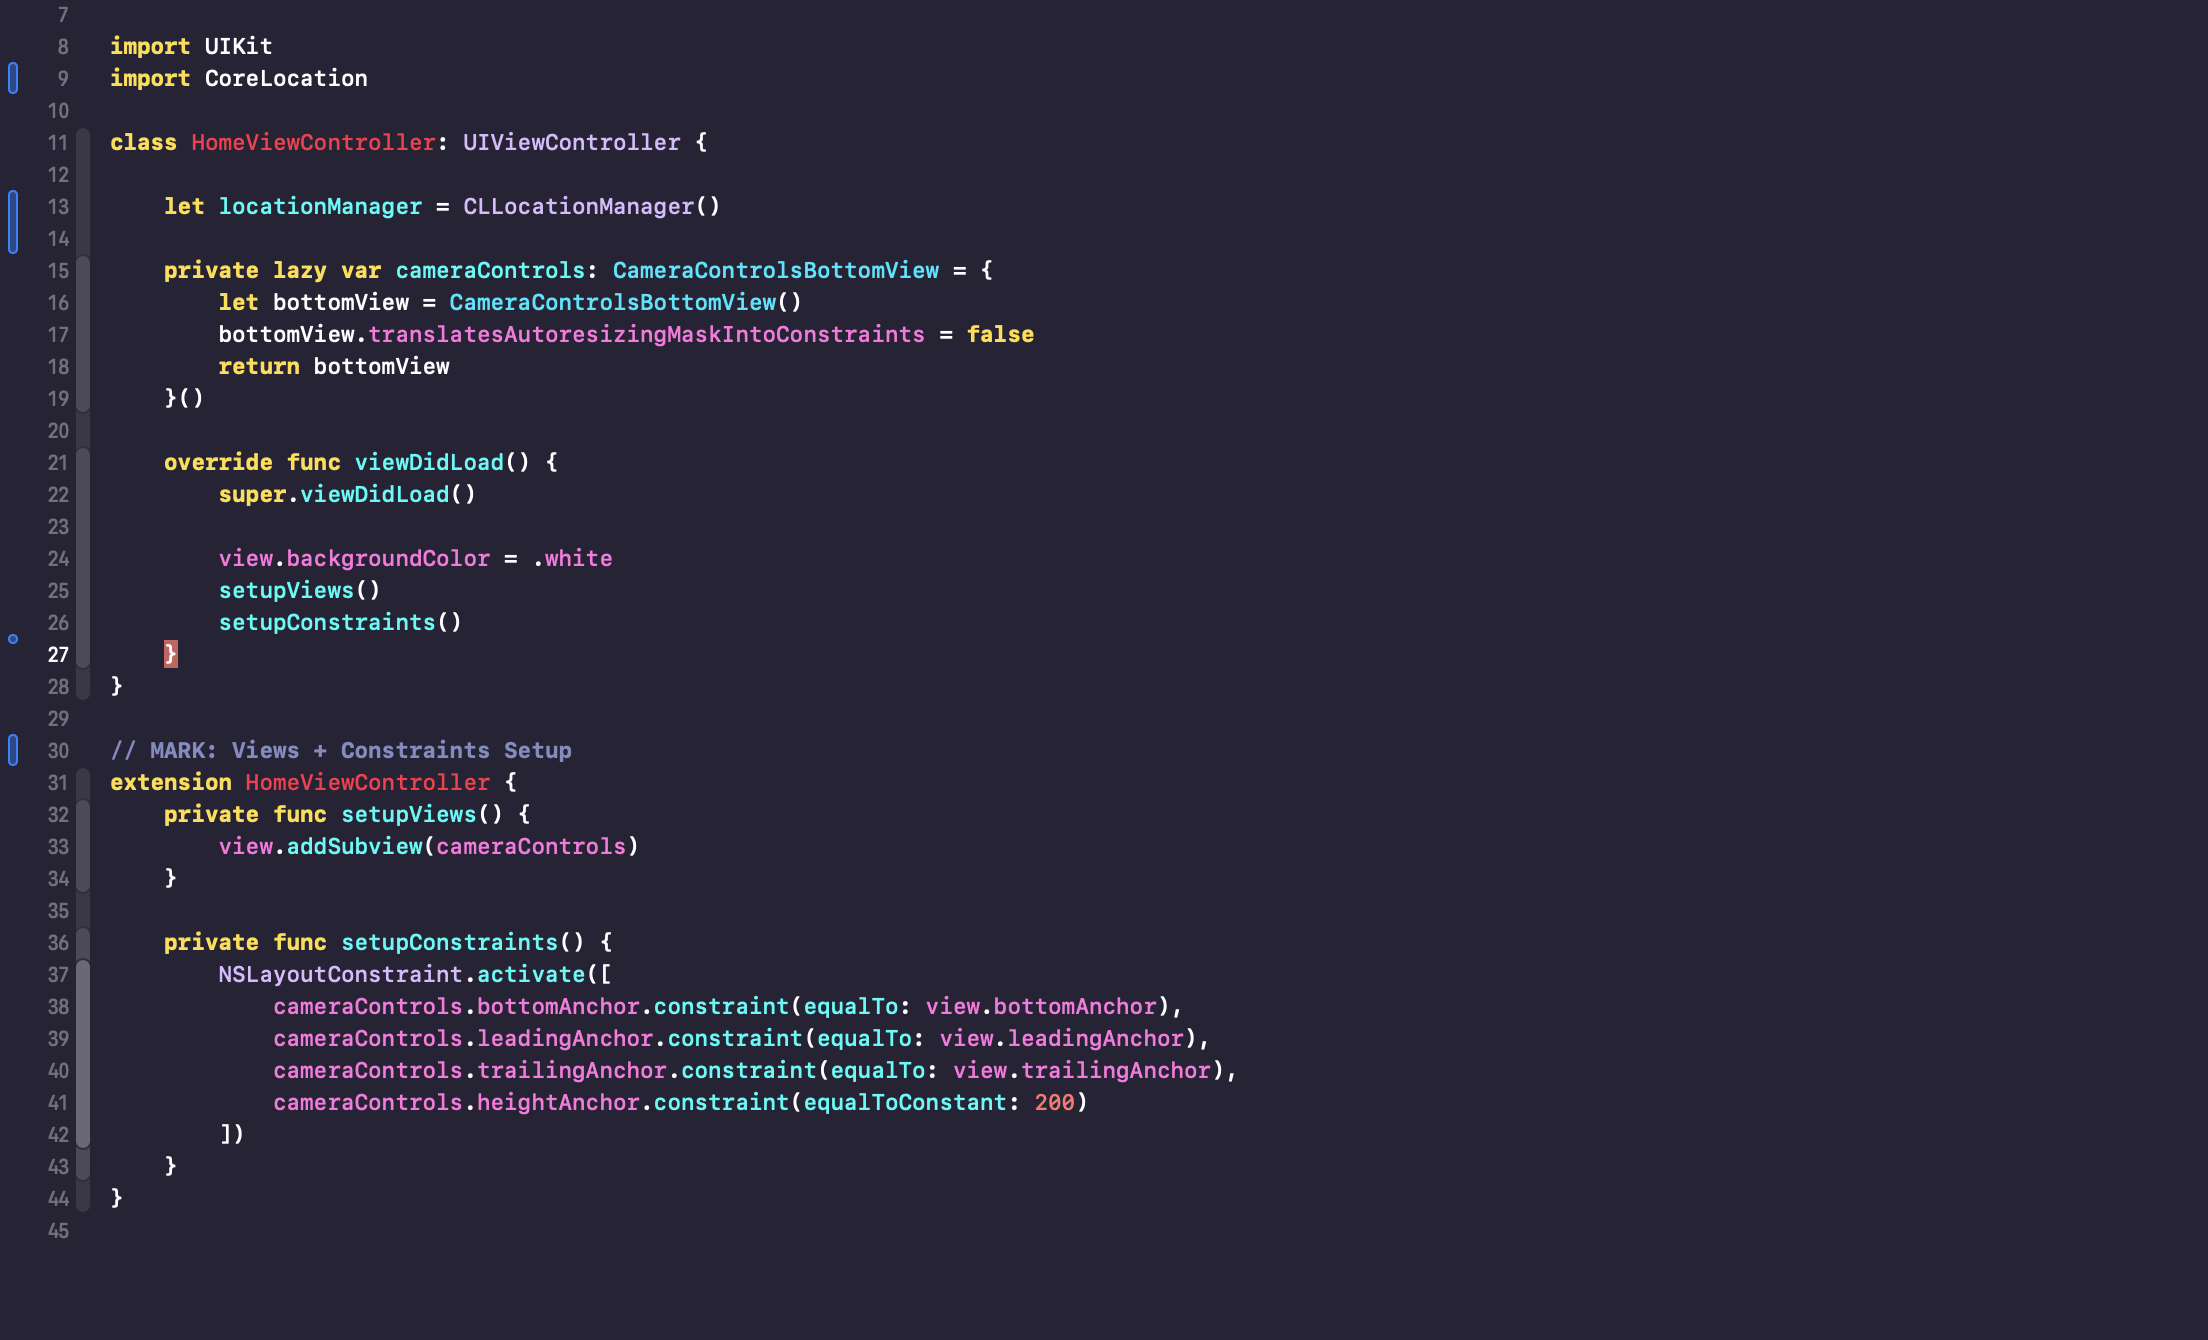 7
8 import UIKit
9 import CoreLocation
10
11 class HomeViewController: UIViewController {
12
13     let locationManager = CLLocationManager()
14
15     private lazy var cameraControls: CameraControlsBottomView = {
16         let bottomView = CameraControlsBottomView()
17         bottomView.translatesAutoresizingMaskIntoConstraints = false
18         return bottomView
19     }()
20
21     override func viewDidLoad() {
22         super.viewDidLoad()
23
24         view.backgroundColor = .white
25         setupViews()
26         setupConstraints()
27     }
28 }
29
30 // MARK: Views + Constraints Setup
31 extension HomeViewController {
32     private func setupViews() {
33         view.addSubview(cameraControls)
34     }
35
36     private func setupConstraints() {
37         NSLayoutConstraint.activate([
38             cameraControls.bottomAnchor.constraint(equalTo: view.bottomAnchor),
39             cameraControls.leadingAnchor.constraint(equalTo: view.leadingAnchor),
40             cameraControls.trailingAnchor.constraint(equalTo: view.trailingAnchor),
41             cameraControls.heightAnchor.constraint(equalToConstant: 200)
42         ])
43     }
44 }
45